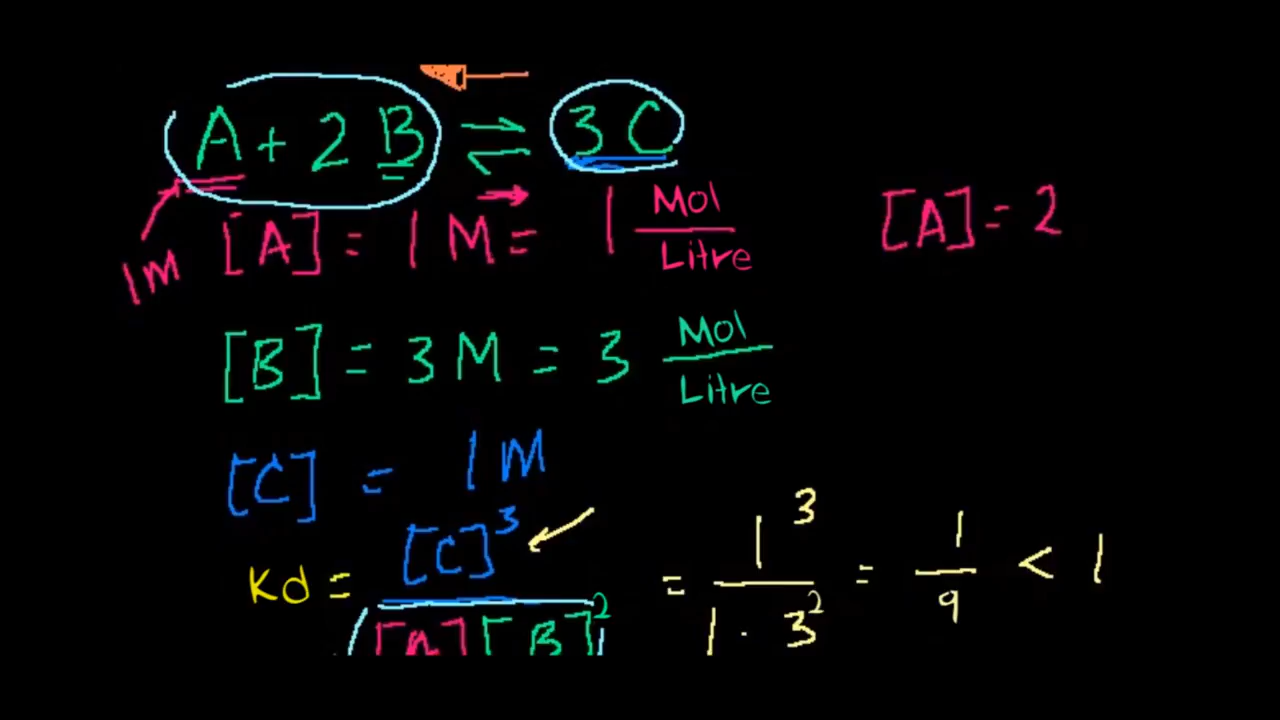 A + 2 B ⇌ 3 C
1M [A] = 1 M = 1 Mol/Litre [A] = 2
[B] = 3 M = 3 Mol/Litre
[C] = 1 M
Kd = [C]³/[A][B]² = 1³/1 · 3² = 1/9 < 1